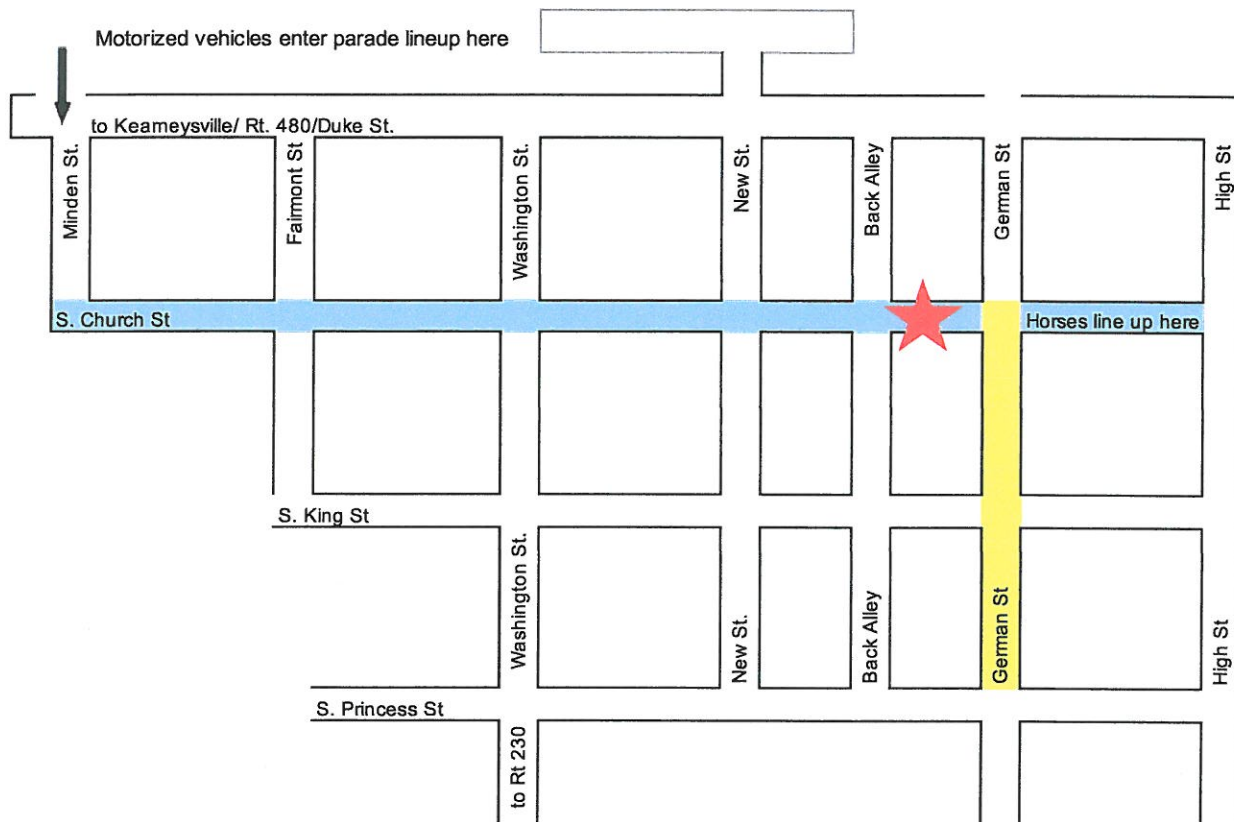 Motorized vehicles enter parade lineup here
to Kearneysville/ Rt. 480/Duke St.
Minden St.
Fairmont St
Washington St.
New St.
Back Alley
German St
High St
S. Church St
Horses line up here
S. King St
Washington St.
New St.
Back Alley
German St
High St
S. Princess St
to Rt 230